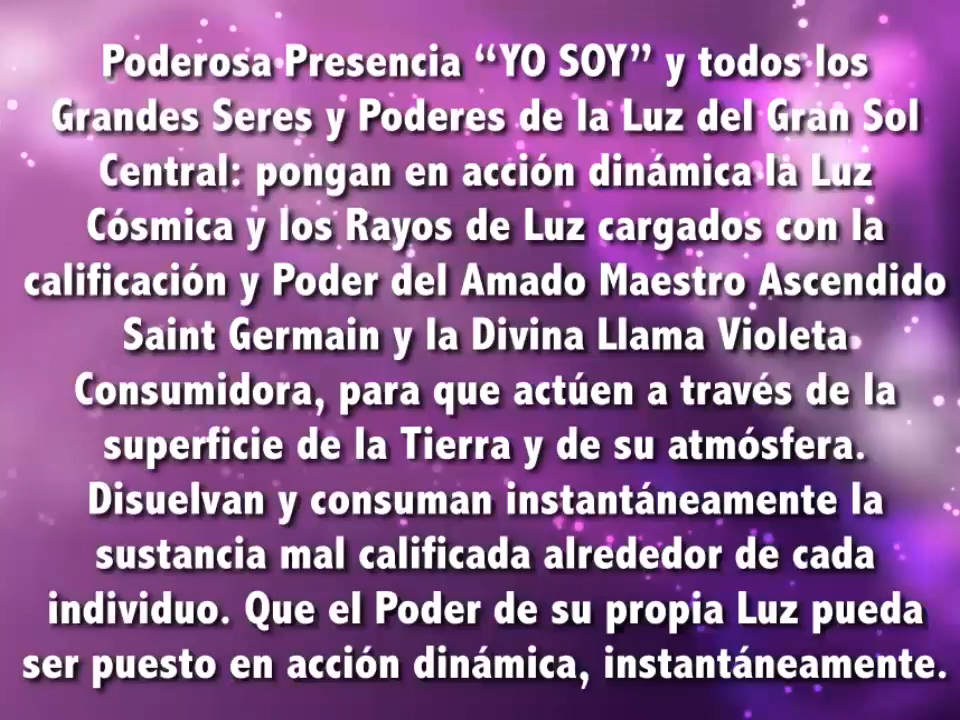 Poderosa Presencia “YO SOY” y todos los
Grandes Seres y Poderes de la Luz del Gran Sol
Central: pongan en acción dinámica la Luz
Cósmica y los Rayos de Luz cargados con la
calificación y Poder del Amado Maestro Ascendido
Saint Germain y la Divina Llama Violeta
Consumidora, para que actúen a través de la
superficie de la Tierra y de su atmósfera.
Disuelvan y consuman instantáneamente la
sustancia mal calificada alrededor de cada
individuo. Que el Poder de su propia Luz pueda
ser puesto en acción dinámica, instantáneamente.